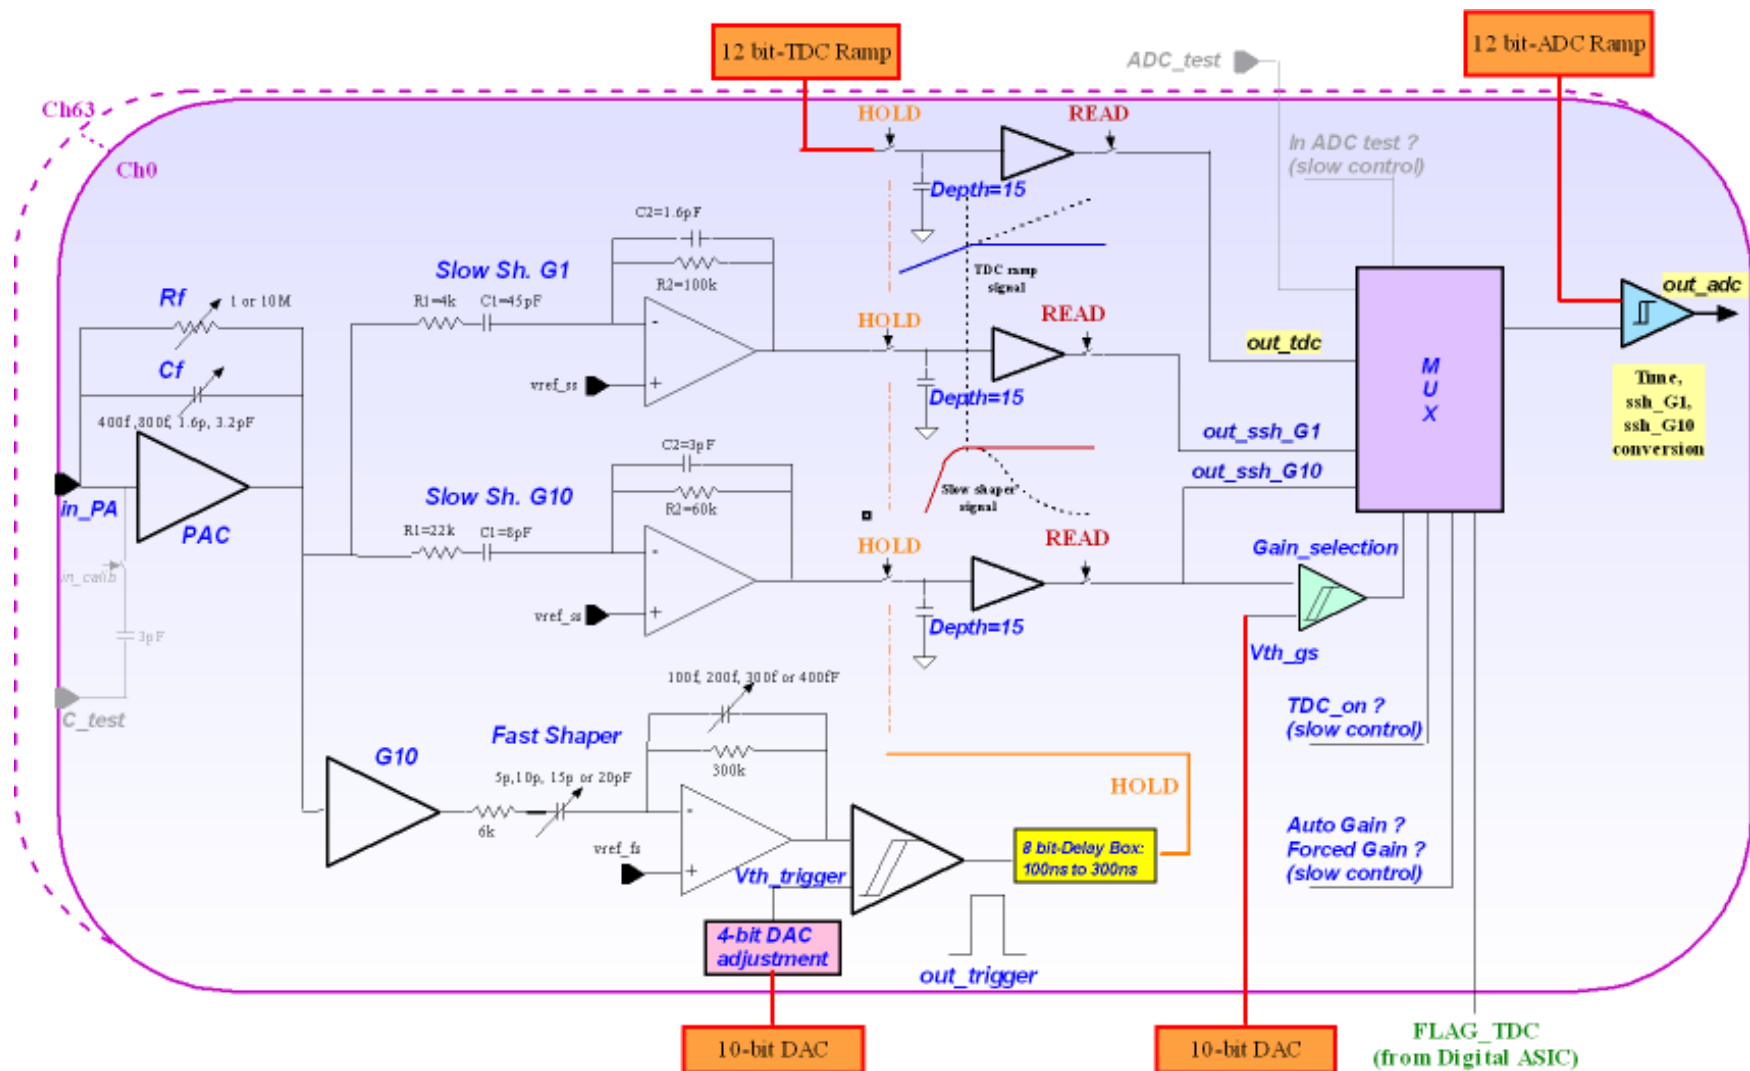 12 bit-TDC Ramp
12 bit-ADC Ramp
ADC_test
Ch63
Ch0
HOLD
READ
In ADC test ?
(slow control)
Depth=15
C2=1.6pF
Slow Sh. G1
R2=100k
TDC ramp
signal
Rf
1 or 10M
R1=4k
C1=45pF
HOLD
READ
out_adc
out_tdc
Cf
vref_ss
Depth=15
M
U
X
Time,
ssh_G1,
ssh_G10
conversion
400f,800f, 1.6p, 3.2pF
C2=3pF
out_ssh_G1
out_ssh_G10
Slow Sh. G10
R2=60k
Slow shaper
signal
in_PA
PAC
R1=22k
C1=8pF
HOLD
READ
Gain_selection
in_calib
3pF
vref_ss
Depth=15
Vth_gs
C_test
100f, 200f, 300f or 400fF
TDC_on ?
(slow control)
Fast Shaper
G10
300k
5p,10p, 15p or 20pF
HOLD
6k
vref_fs
Vth_trigger
8 bit-Delay Box:
100ns to 300ns
Auto Gain ?
Forced Gain ?
(slow control)
4-bit DAC
adjustment
out_trigger
10-bit DAC
10-bit DAC
FLAG_TDC
(from Digital ASIC)